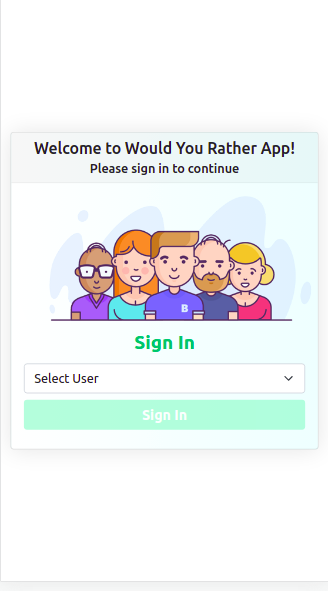 Welcome to Would You Rather App!
Please sign in to continue
B
Sign In
Select User
Sign In